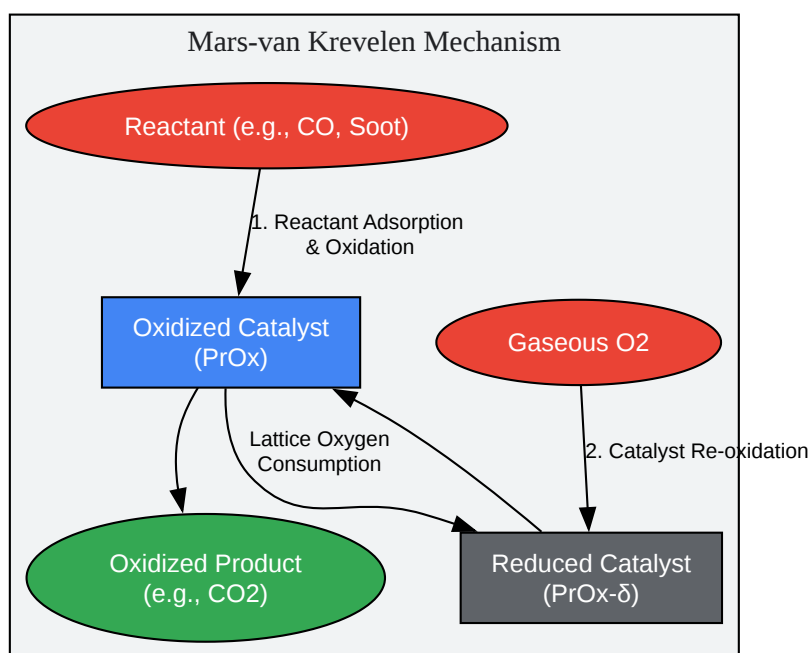 Mars-van Krevelen Mechanism
Reactant (e.g., CO, Soot)
1. Reactant Adsorption
& Oxidation
Oxidized Catalyst
(PrOx)
Gaseous O2
Lattice Oxygen
Consumption
2. Catalyst Re-oxidation
Oxidized Product
(e.g., CO2)
Reduced Catalyst
(PrOx-δ)